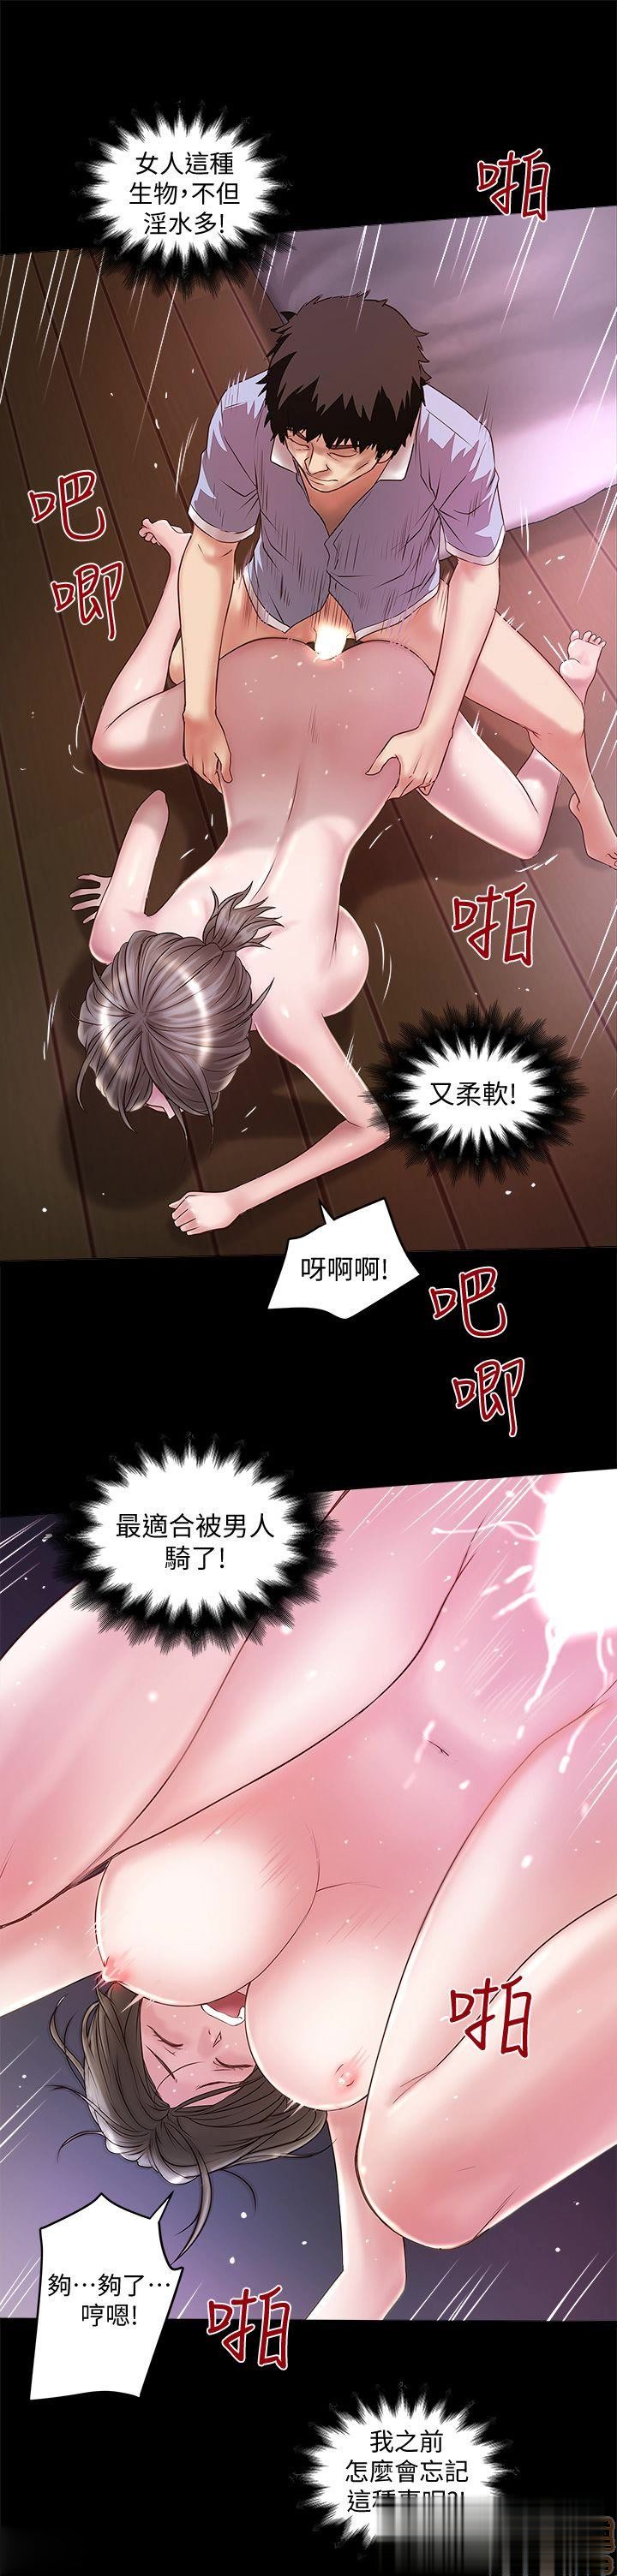 女人這種
生物，不但
淫水多!
啪
吧
唧
啪
又柔軟!
呀啊啊!
吧
唧
最適合被男人
騎了!
啪
夠…夠了…
哼嗯!
啪
我之前
怎麼會忘記
這種事呢?!